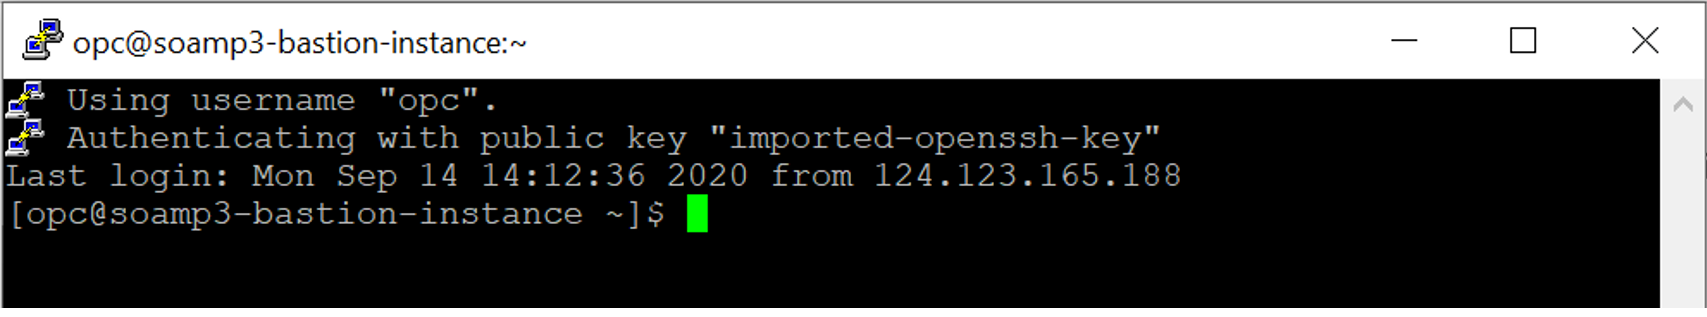 opc@soamp3-bastion-instance:~
Using username "opc".
Authenticating with public key "imported-openssh-key"
Last login: Mon Sep 14 14:12:36 2020 from 124.123.165.188
[opc@soamp3-bastion-instance ~]$